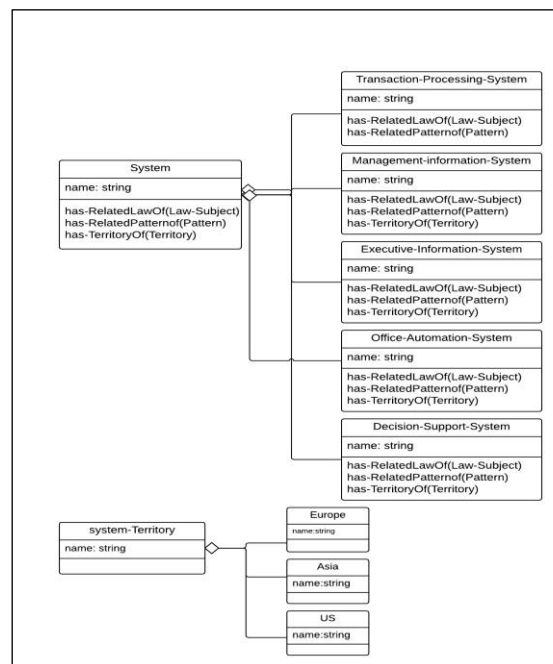 System
name: string
has-RelatedLawOf(Law-Subject)
has-RelatedPatternof(Pattern)
has-TerritoryOf(Territory)
Transaction-Processing-System
name: string
has-RelatedLawOf(Law-Subject)
has-RelatedPatternof(Pattern)
Management-information-System
name: string
has-RelatedLawOf(Law-Subject)
has-RelatedPatternof(Pattern)
has-TerritoryOf(Territory)
Executive-Information-System
name: string
has-RelatedLawOf(Law-Subject)
has-RelatedPatternof(Pattern)
has-TerritoryOf(Territory)
Office-Automation-System
name: string
has-RelatedLawOf(Law-Subject)
has-RelatedPatternof(Pattern)
has-TerritoryOf(Territory)
Decision-Support-System
name: string
has-RelatedLawOf(Law-Subject)
has-RelatedPatternof(Pattern)
has-TerritoryOf(Territory)
system-Territory
name: string
Europe
name:string
Asia
name:string
US
name:string